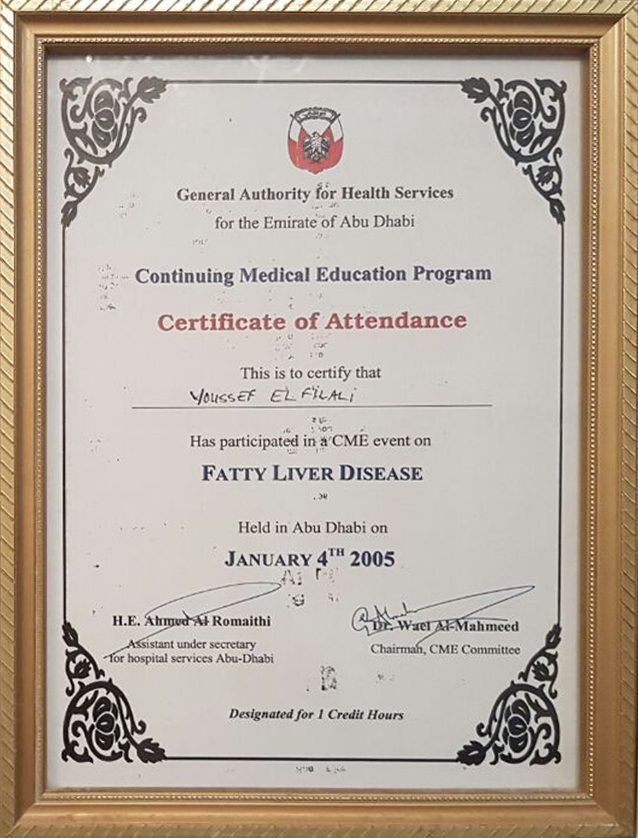 General Authority for Health Services
for the Emirate of Abu Dhabi
Continuing Medical Education Program
Certificate of Attendance
This is to certify that
YOUSSEF EL FILALI
Has participated in a CME event on
FATTY LIVER DISEASE
Held in Abu Dhabi on
JANUARY 4TH 2005
H.E. Ahmed Al Romaithi
Assistant under secretary
for hospital services Abu-Dhabi
Dr. Wael Al-Mahmeed
Chairman, CME Committee
Designated for 1 Credit Hours